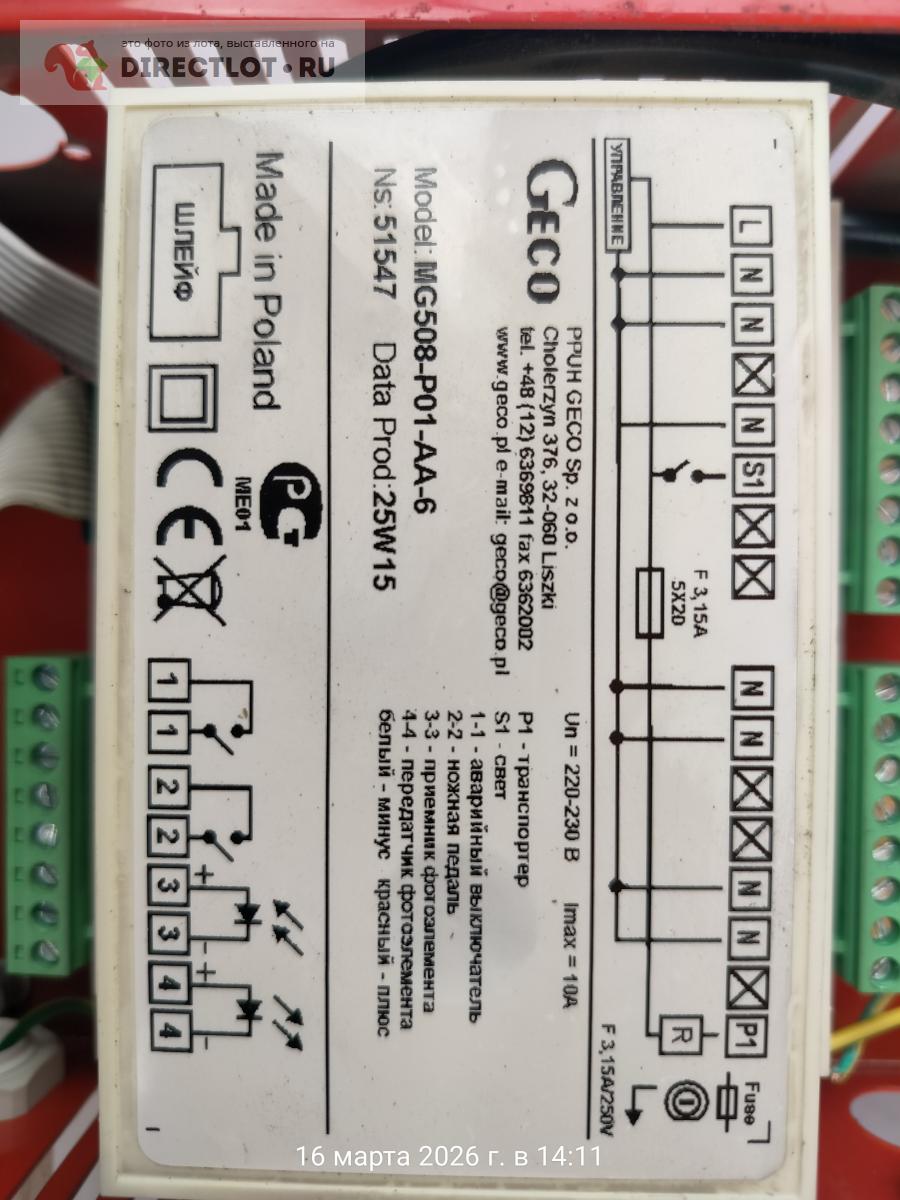 это фото из лота, выставленного на
DIRECTLOT•RU
L N N N S1 N N N N P1
УПРАВЛЕНИЕ
F 3,15A
5X20
R
Fuse
F 3,15A/250V
GECO
PPUH GECO Sp. z o.o.
Cholerzyn 376, 32-060 Liszki
tel. +48 (12) 6369811 fax 6362002
www.geco.pl e-mail: geco@geco.pl
Un = 220-230 В Imax = 10A
P1 - транспортер
S1 - свет
1-1 - аварийный выключатель
2-2 - ножная педаль
3-3 - приемник фотоэлемента
4-4 - передатчик фотоэлемента
белый - минус красный - плюс
Model: MG508-P01-AA-6
Ns:51547 Data Prod:25W15
Made in Poland
ШЛЕЙФ
CE
РСТ
ME01
1 1 2 2 3 3 4 4
+ - + -
16 марта 2026 г. в 14:11